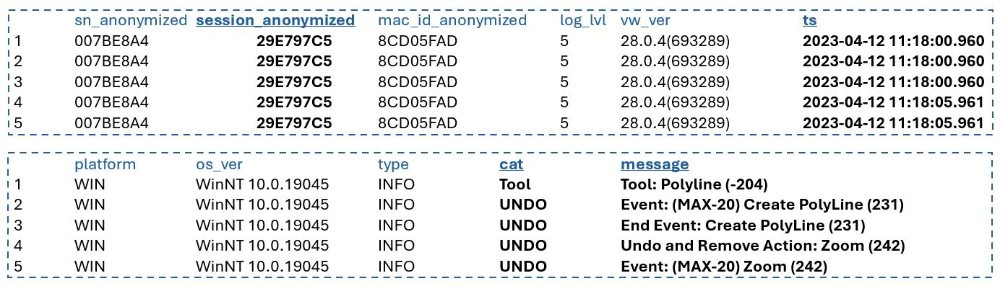 sn_anonymized session_anonymized mac_id_anonymized log_lvl vw_ver ts
1 007BE8A4 29E797C5 8CD05FAD 5 28.0.4(693289) 2023-04-12 11:18:00.960
2 007BE8A4 29E797C5 8CD05FAD 5 28.0.4(693289) 2023-04-12 11:18:00.960
3 007BE8A4 29E797C5 8CD05FAD 5 28.0.4(693289) 2023-04-12 11:18:00.960
4 007BE8A4 29E797C5 8CD05FAD 5 28.0.4(693289) 2023-04-12 11:18:05.961
5 007BE8A4 29E797C5 8CD05FAD 5 28.0.4(693289) 2023-04-12 11:18:05.961
platform os_ver type cat message
1 WIN WinNT 10.0.19045 INFO Tool Tool: Polyline (-204)
2 WIN WinNT 10.0.19045 INFO UNDO Event: (MAX-20) Create PolyLine (231)
3 WIN WinNT 10.0.19045 INFO UNDO End Event: Create PolyLine (231)
4 WIN WinNT 10.0.19045 INFO UNDO Undo and Remove Action: Zoom (242)
5 WIN WinNT 10.0.19045 INFO UNDO Event: (MAX-20) Zoom (242)